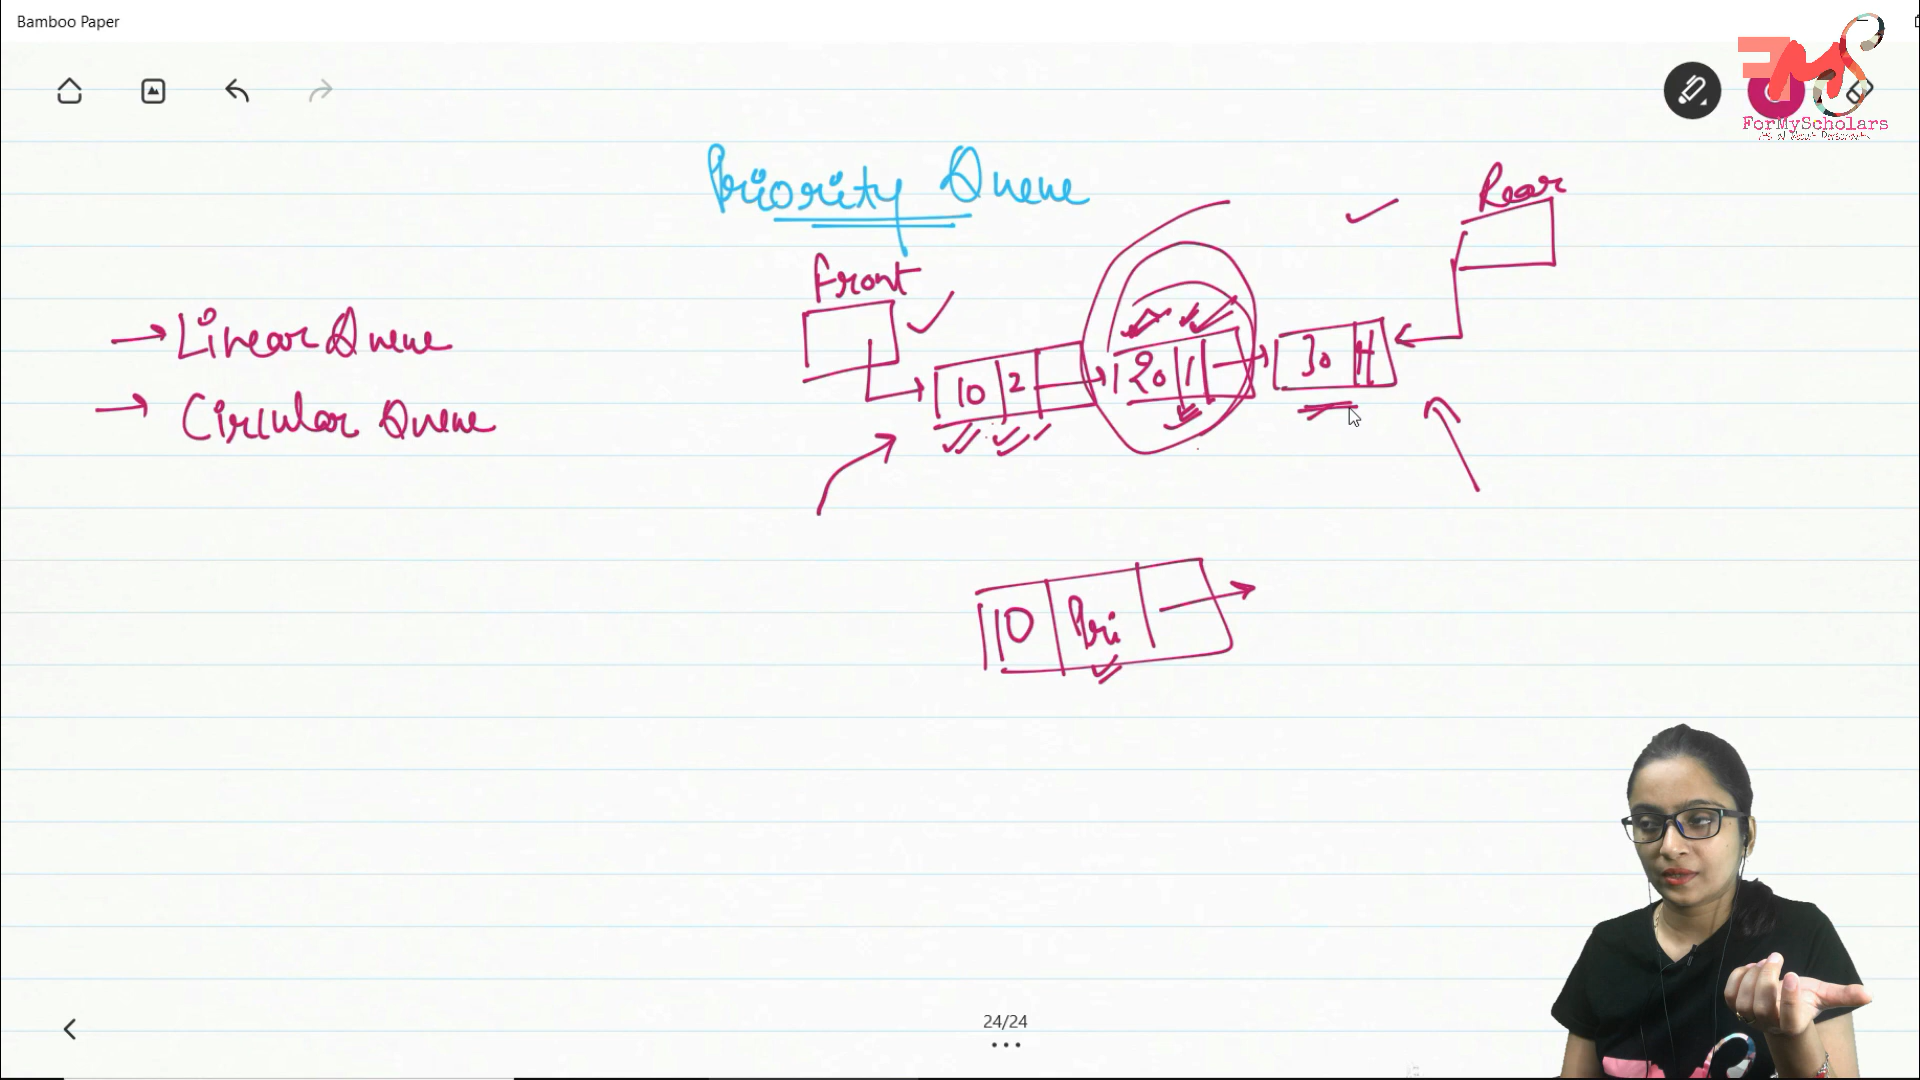 Bamboo Paper
ForMyScholars
Priority Queue
Rear
Front
→ Linear Queue
→ Circular Queue
10 2
20 1
30
10 Pri
24/24